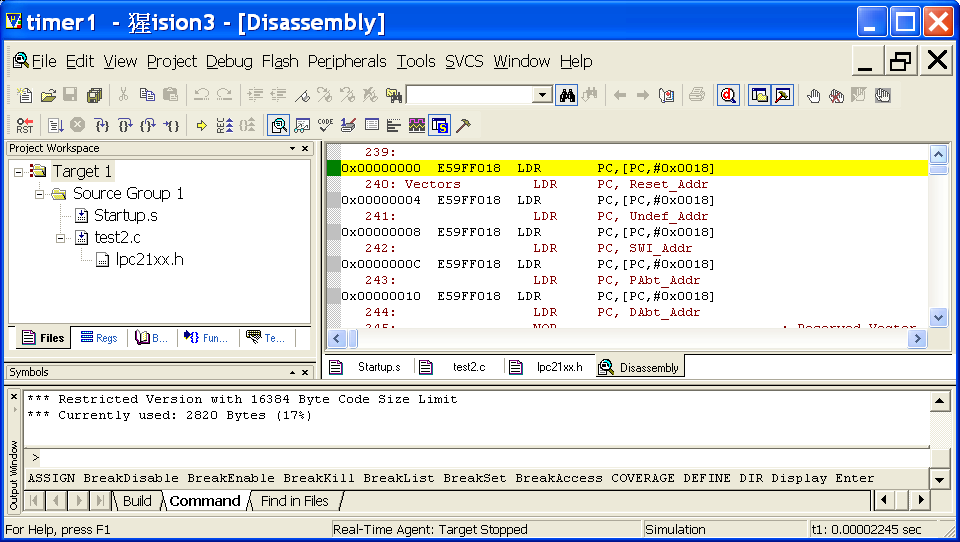 timer1 - 猩ision3 - [Disassembly]
File Edit View Project Debug Flash Peripherals Tools SVCS Window Help
RST
REC
CODE
Project Workspace
Target 1
Source Group 1
Startup.s
test2.c
lpc21xx.h
Files Regs B... Fun... Te...
Symbols
239:
0x00000000 E59FF018 LDR PC,[PC,#0x0018]
240: Vectors LDR PC, Reset_Addr
0x00000004 E59FF018 LDR PC,[PC,#0x0018]
241: LDR PC, Undef_Addr
0x00000008 E59FF018 LDR PC,[PC,#0x0018]
242: LDR PC, SWI_Addr
0x0000000C E59FF018 LDR PC,[PC,#0x0018]
243: LDR PC, PAbt_Addr
0x00000010 E59FF018 LDR PC,[PC,#0x0018]
244: LDR PC, DAbt_Addr
245: NOP ; Reserved Vector
Startup.s test2.c lpc21xx.h Disassembly
Output Window
*** Restricted Version with 16384 Byte Code Size Limit
*** Currently used: 2820 Bytes (17%)
>
ASSIGN BreakDisable BreakEnable BreakKill BreakList BreakSet BreakAccess COVERAGE DEFINE DIR Display Enter
Build Command Find in Files
For Help, press F1 Real-Time Agent: Target Stopped Simulation t1: 0.00002245 sec